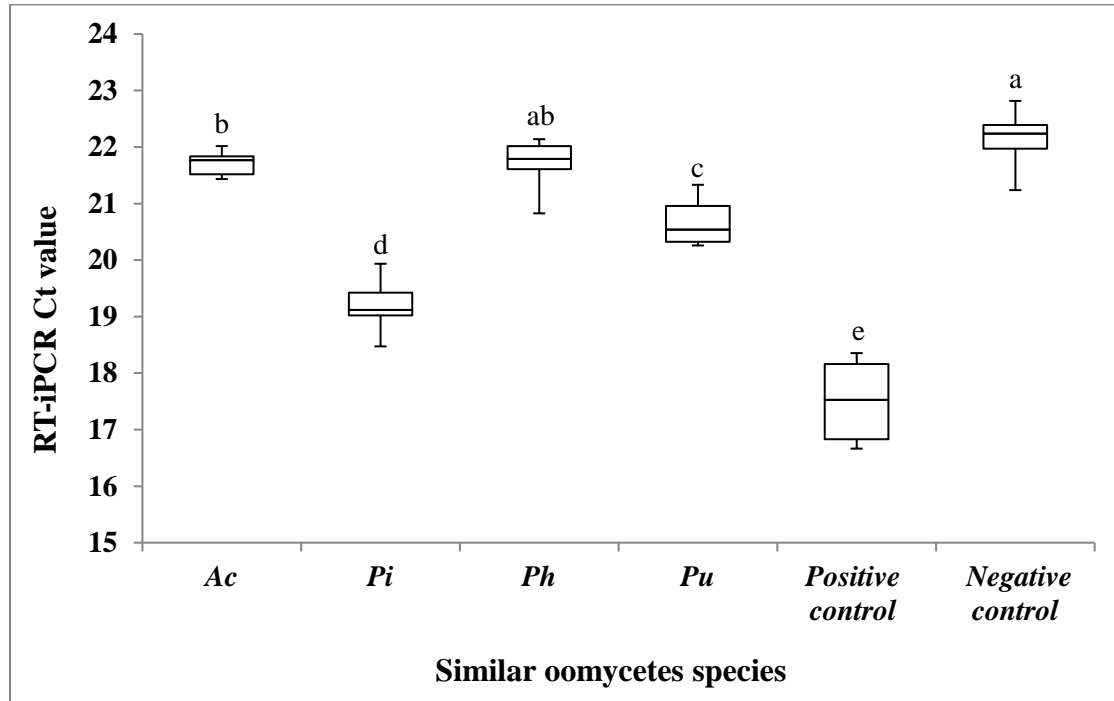 RT-iPCR Ct value
24
23
22
21
20
19
18
17
16
15
b
d
ab
c
e
a
Ac
Pi
Ph
Pu
Positive
control
Negative
control
Similar oomycetes species